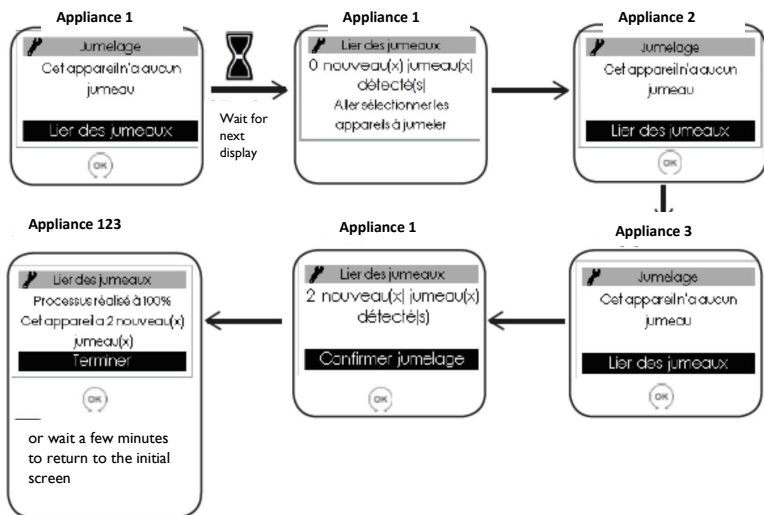 Appliance 1
Jumelage
Cet appareil n'a aucun
jumeau
Lier des jumeaux
OK
Wait for
next
display
Appliance 1
Lier des jumeaux
0 nouveau(x) jumeau(x|
détecté(s|
Aller sélectionner les
appareils à jumeler
Appliance 2
Jumelage
Cet appareil n'a aucun
jumeau
Lier des jumeaux
OK
Appliance 3
Jumelage
Cet appareil n'a aucun
jumeau
Lier des jumeaux
OK
Appliance 1
Lier des jumeaux
2 nouveau(x| jumeau(x)
détecté|s)
Confirmer jumelage
OK
Appliance 123
Lier des jumeaux
Processus réalisé à 100%
Cet appareil a 2 nouveau(x)
jumeau(x)
Terminer
OK
or wait a few minutes
to return to the initial
screen